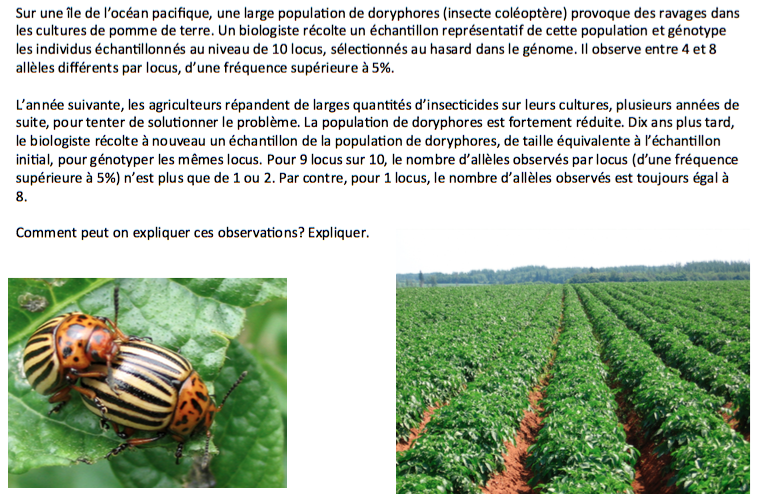 Sur une île de l'océan pacifique, une large population de doryphores (insecte coléoptère) provoque des ravages dans
les cultures de pomme de terre. Un biologiste récolte un échantillon représentatif de cette population et génotype
les individus échantillonnés au niveau de 10 locus, sélectionnés au hasard dans le génome. Il observe entre 4 et 8
allèles différents par locus, d'une fréquence supérieure à 5%.
L'année suivante, les agriculteurs répandent de larges quantités d'insecticides sur leurs cultures, plusieurs années de
suite, pour tenter de solutionner le problème. La population de doryphores est fortement réduite. Dix ans plus tard,
le biologiste récolte à nouveau un échantillon de la population de doryphores, de taille équivalente à l'échantillon
initial, pour génotyper les mêmes locus. Pour 9 locus sur 10, le nombre d'allèles observés par locus (d'une fréquence
supérieure à 5%) n'est plus que de 1 ou 2. Par contre, pour 1 locus, le nombre d'allèles observés est toujours égal à
8.
Comment peut on expliquer ces observations? Expliquer.